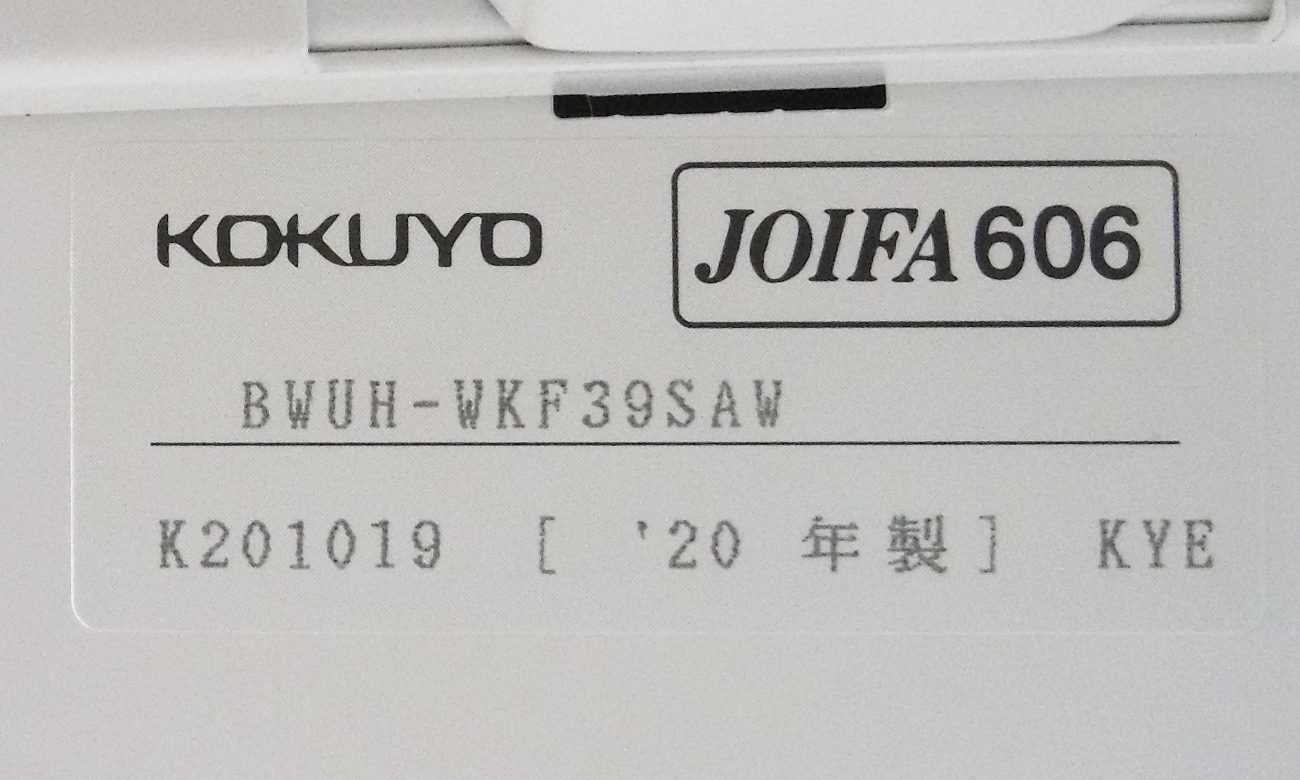 KOKUYO
JOIFA 606
BWUH-WKF39SAW
K201019 [ '20 年製] KYE